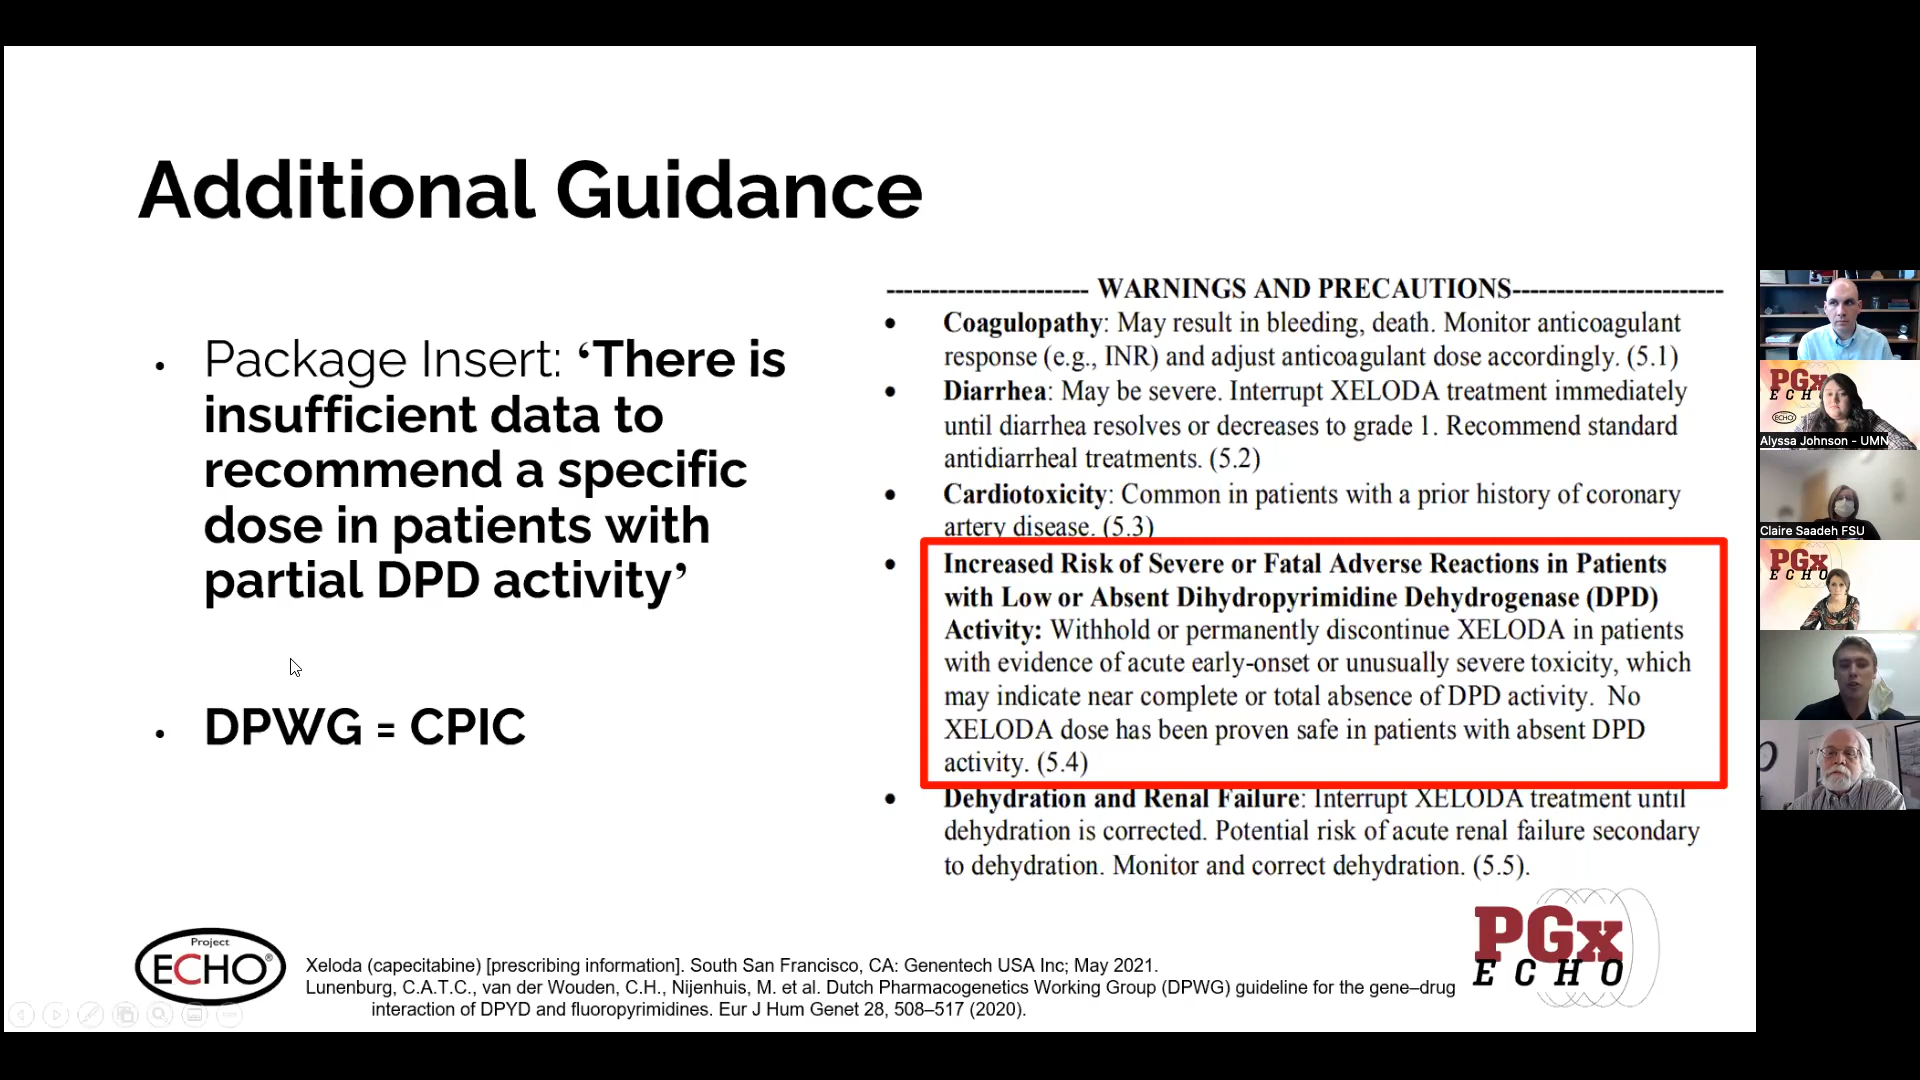 Additional Guidance
• Package Insert: ‘There is
insufficient data to
recommend a specific
dose in patients with
partial DPD activity’
• DPWG = CPIC
----------------------- WARNINGS AND PRECAUTIONS------------------------
• Coagulopathy: May result in bleeding, death. Monitor anticoagulant
response (e.g., INR) and adjust anticoagulant dose accordingly. (5.1)
• Diarrhea: May be severe. Interrupt XELODA treatment immediately
until diarrhea resolves or decreases to grade 1. Recommend standard
antidiarrheal treatments. (5.2)
• Cardiotoxicity: Common in patients with a prior history of coronary
artery disease. (5.3)
• Increased Risk of Severe or Fatal Adverse Reactions in Patients
with Low or Absent Dihydropyrimidine Dehydrogenase (DPD)
Activity: Withhold or permanently discontinue XELODA in patients
with evidence of acute early-onset or unusually severe toxicity, which
may indicate near complete or total absence of DPD activity. No
XELODA dose has been proven safe in patients with absent DPD
activity. (5.4)
• Dehydration and Renal Failure: Interrupt XELODA treatment until
dehydration is corrected. Potential risk of acute renal failure secondary
to dehydration. Monitor and correct dehydration. (5.5).
Project
ECHO®
Xeloda (capecitabine) [prescribing information]. South San Francisco, CA: Genentech USA Inc; May 2021.
Lunenburg, C.A.T.C., van der Wouden, C.H., Nijenhuis, M. et al. Dutch Pharmacogenetics Working Group (DPWG) guideline for the gene–drug
interaction of DPYD and fluoropyrimidines. Eur J Hum Genet 28, 508–517 (2020).
PGx
ECHO
PGx
ECH
ECHO
Alyssa Johnson - UMN
Claire Saadeh FSU
PGx
ECHO